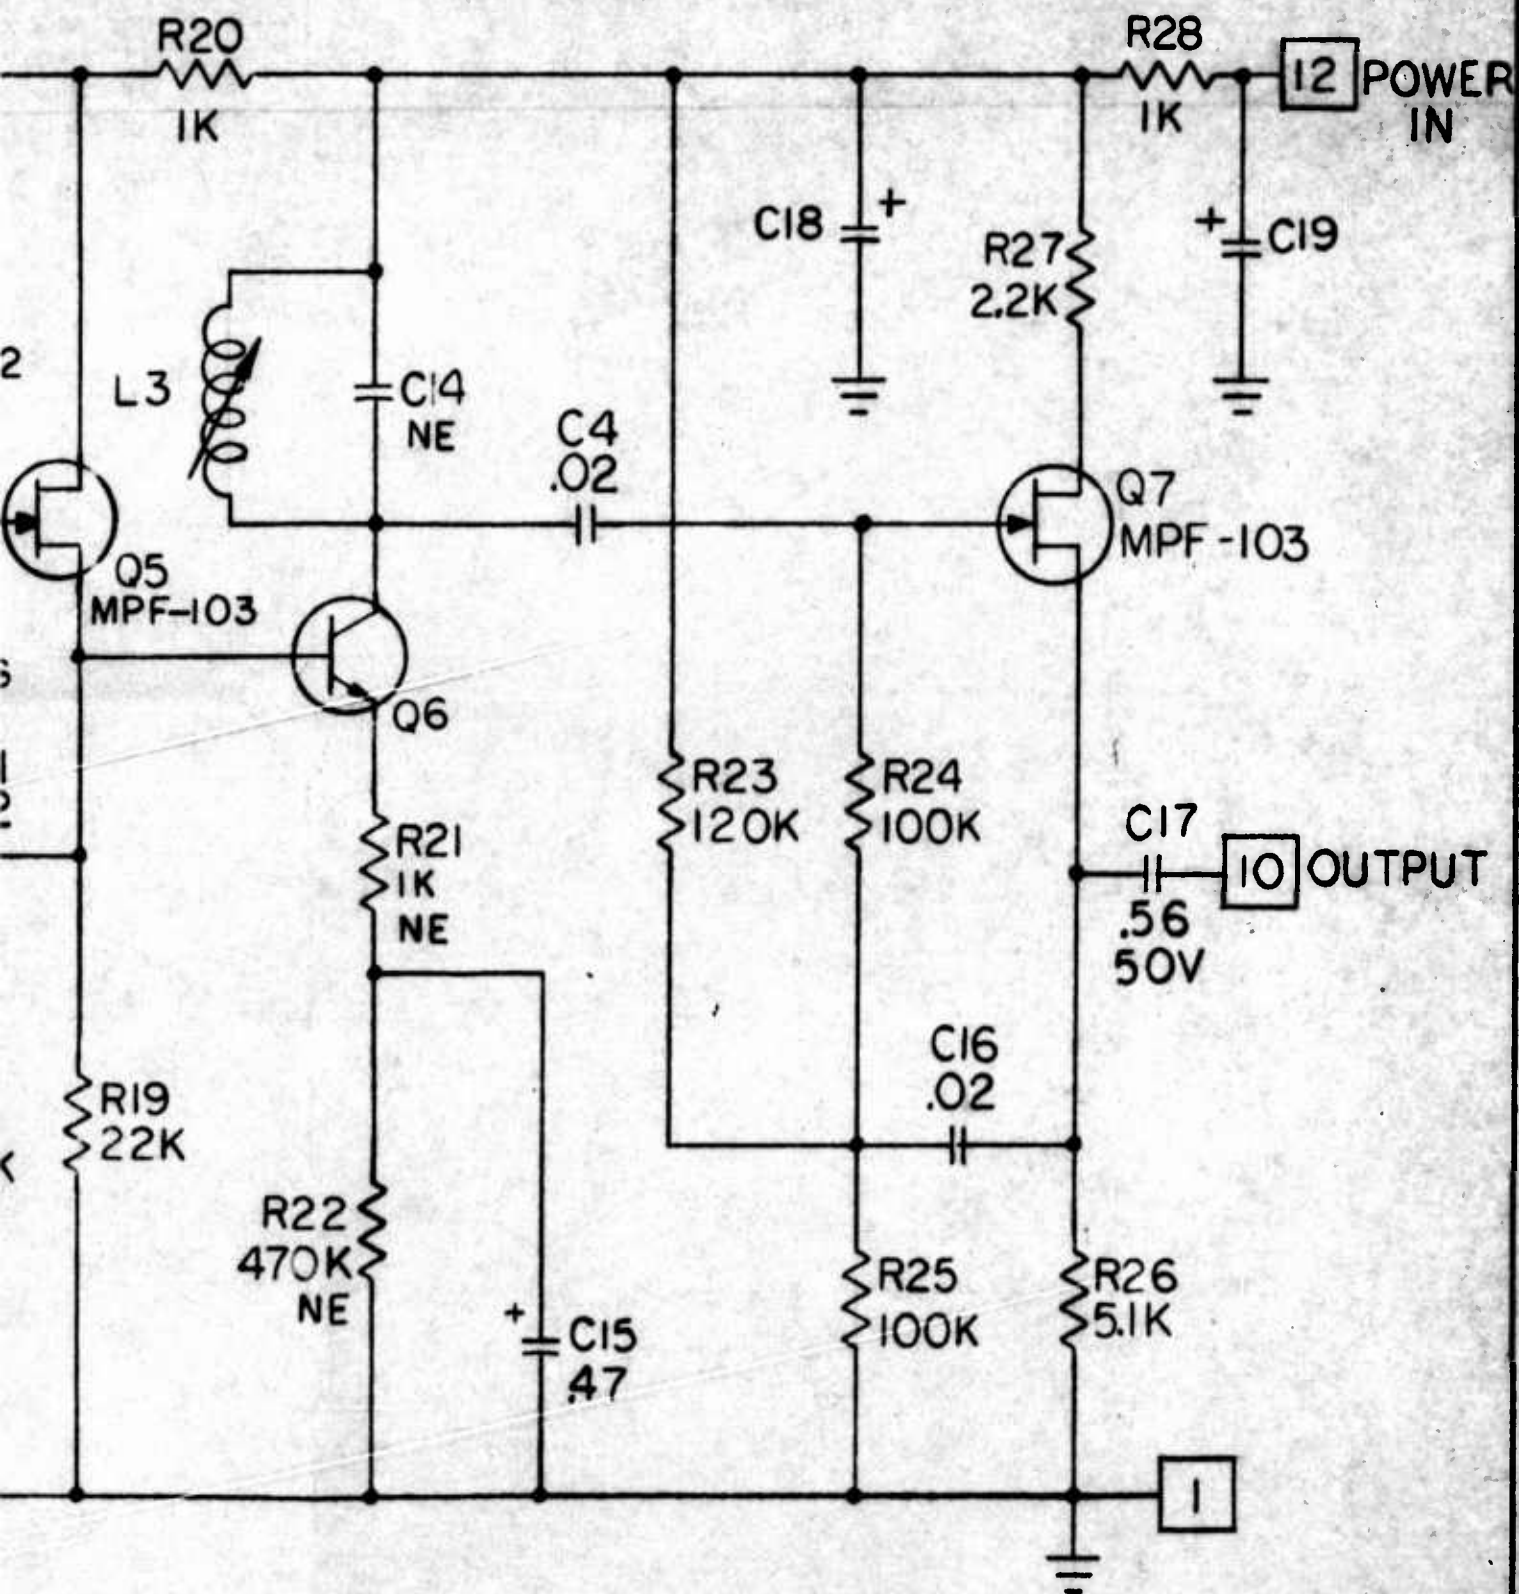 R20
1K
R28
1K
12
POWER
IN
C18
+
R27
2.2K
+
C19
2
L3
C14
NE
C4
.02
Q7
MPF-103
Q5
MPF-103
Q6
R23
120K
R24
100K
R21
1K
NE
C17
.56
50V
10
OUTPUT
C16
.02
R19
22K
R22
470K
NE
+
C15
.47
R25
100K
R26
5.1K
1